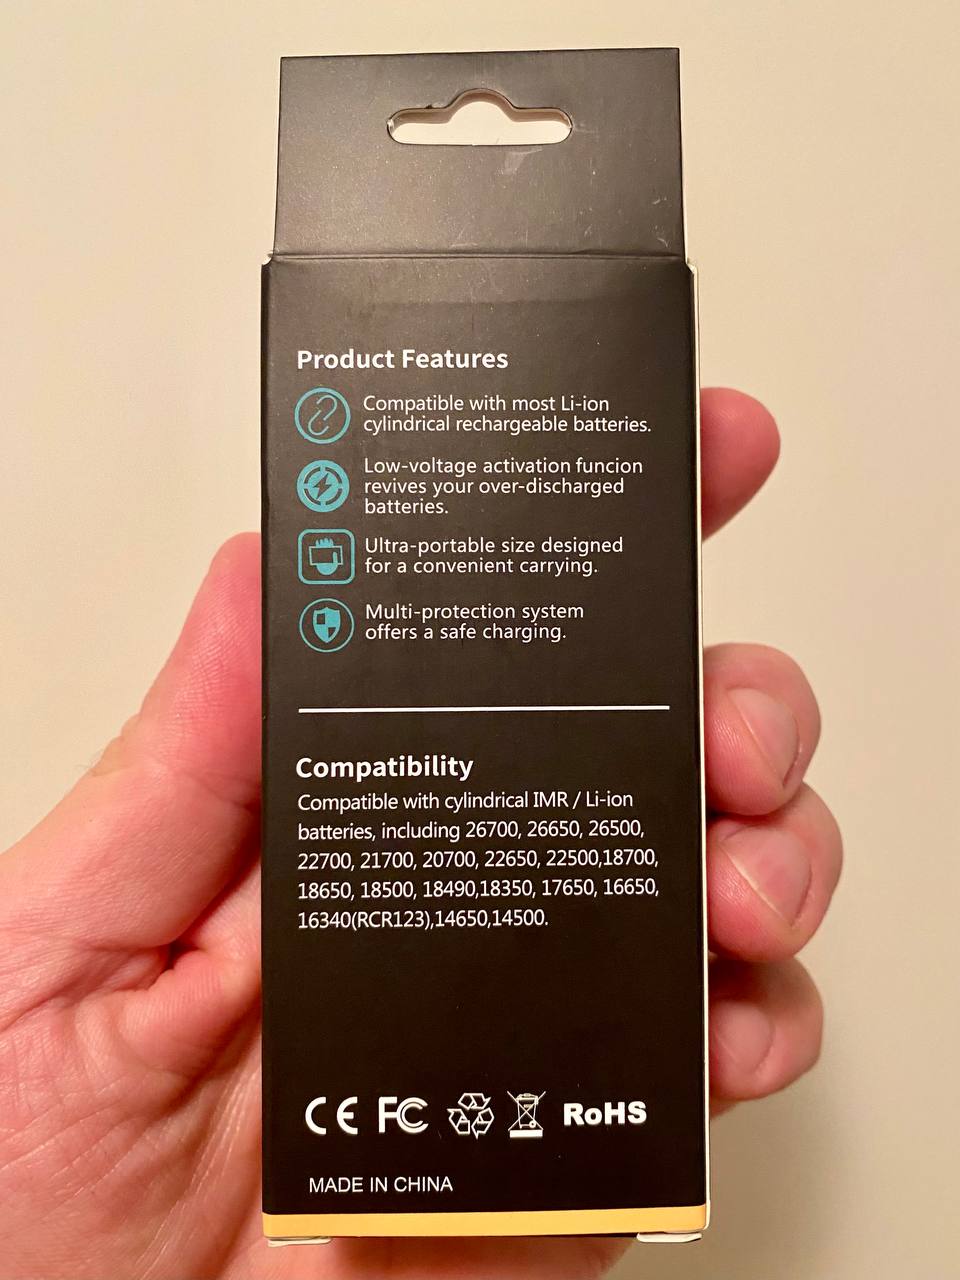 Product Features
Compatible with most Li-ion
cylindrical rechargeable batteries.
Low-voltage activation funcion
revives your over-discharged
batteries.
Ultra-portable size designed
for a convenient carrying.
Multi-protection system
offers a safe charging.
Compatibility
Compatible with cylindrical IMR / Li-ion
batteries, including 26700, 26650, 26500,
22700, 21700, 20700, 22650, 22500,18700,
18650, 18500, 18490,18350, 17650, 16650,
16340(RCR123),14650,14500.
CE FC RoHS
MADE IN CHINA